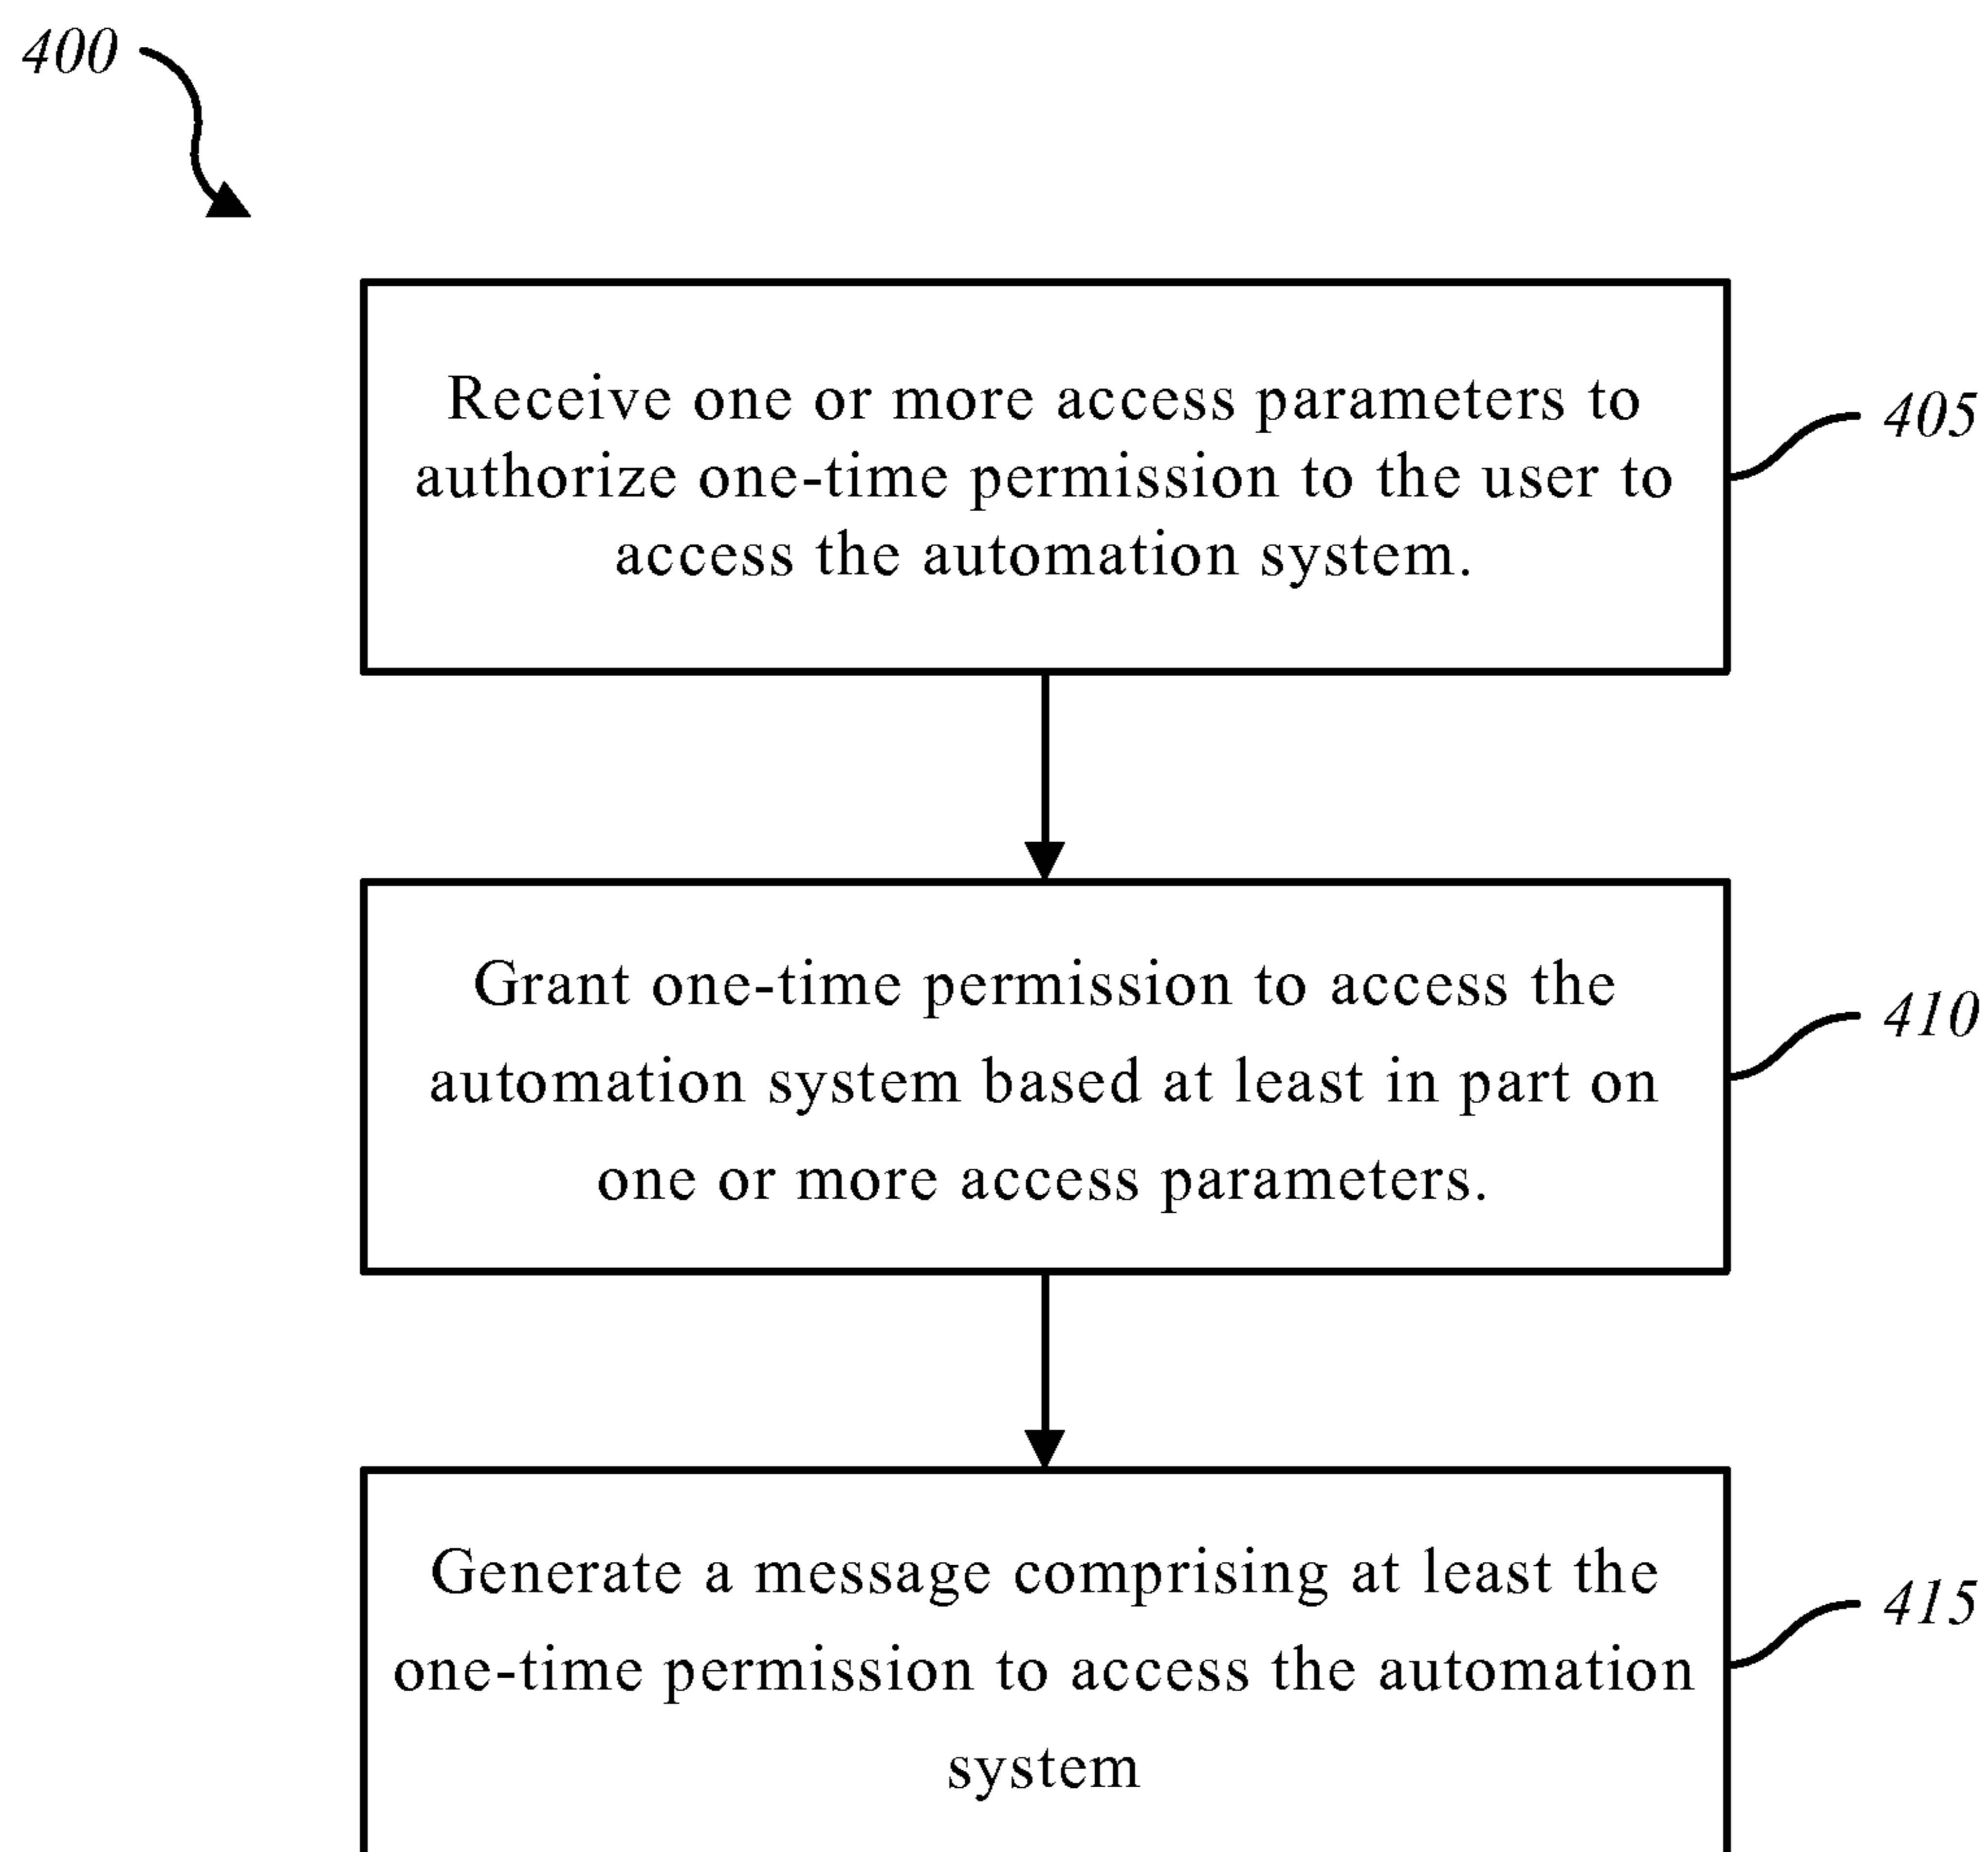 400
Receive one or more access parameters to
authorize one-time permission to the user to
access the automation system.
405
Grant one-time permission to access the
automation system based at least in part on
one or more access parameters.
410
Generate a message comprising at least the
one-time permission to access the automation
system
415